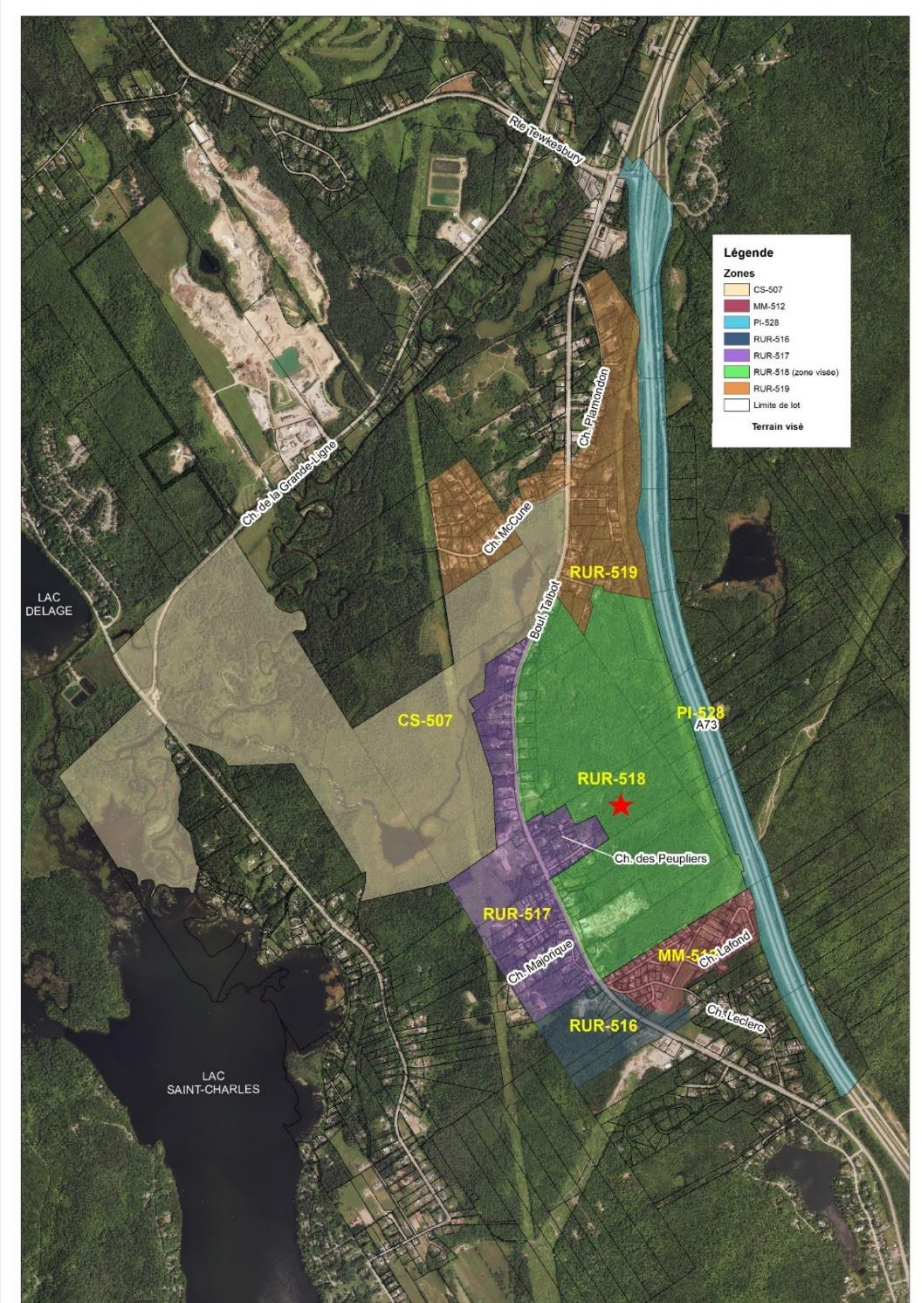 Rte Tewkesbury
Légende
Zones
CS-507
MM-512
PI-528
RUR-516
RUR-517
RUR-518 (zone visée)
RUR-519
Limite de lot
Terrain visé
Ch. Plamondon
Ch. de la Grande-Ligne
Ch. McCune
RUR-519
LAC
DELAGE
Boul. Talbot
CS-507
PI-528
A73
RUR-518
Ch. des Peupliers
RUR-517
Ch. Majorique
MM-512
Ch. Lafond
Ch. Leclerc
RUR-516
LAC
SAINT-CHARLES